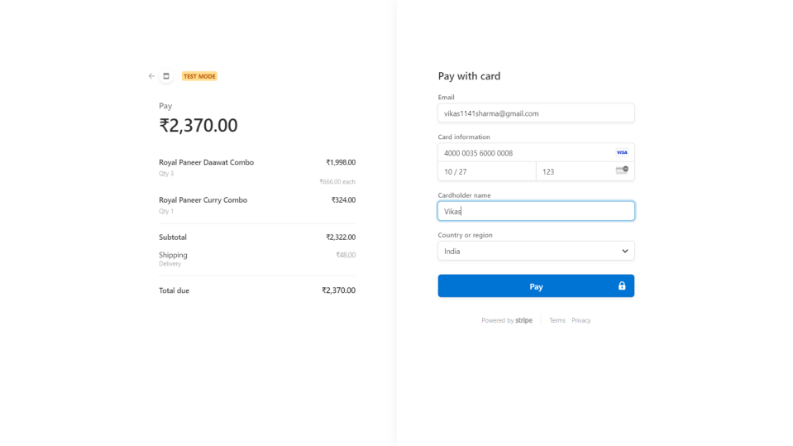 TEST MODE
Pay
₹2,370.00
Royal Paneer Daawat Combo ₹1,998.00
Qty 3
₹666.00 each
Royal Paneer Curry Combo ₹324.00
Qty 1
Subtotal ₹2,322.00
Shipping ₹48.00
Delivery
Total due ₹2,370.00
Pay with card
Email
vikas1141sharma@gmail.com
Card information
4000 0035 6000 0008 VISA
10 / 27 123
Cardholder name
Vikas
Country or region
India
Pay
Powered by stripe Terms Privacy